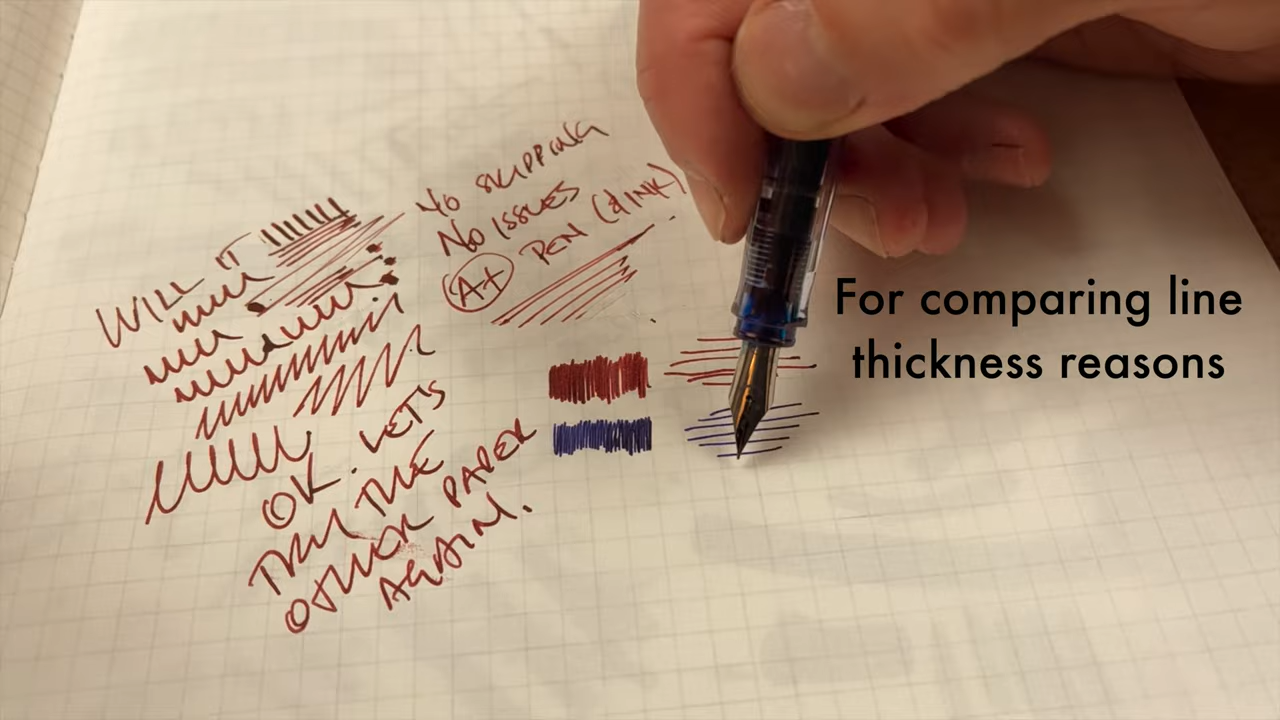 WILL IT
NO SKIPPING
NO ISSUES
A+ PEN (& INK)
OK. LET'S
TRY THE
OTHER PAPER
AGAIN.
For comparing line
thickness reasons